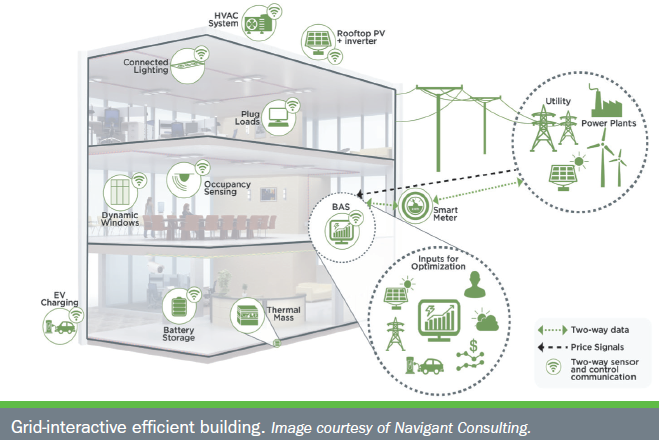 HVAC
System
Rooftop PV
+ inverter
Connected
Lighting
Plug
Loads
Utility
Power Plants
Occupancy
Sensing
Dynamic
Windows
BAS
Smart
Meter
Inputs for
Optimization
EV
Charging
Battery
Storage
Thermal
Mass
$
Two-way data
Price Signals
Two-way sensor
and control
communication
Grid-interactive efficient building. Image courtesy of Navigant Consulting.